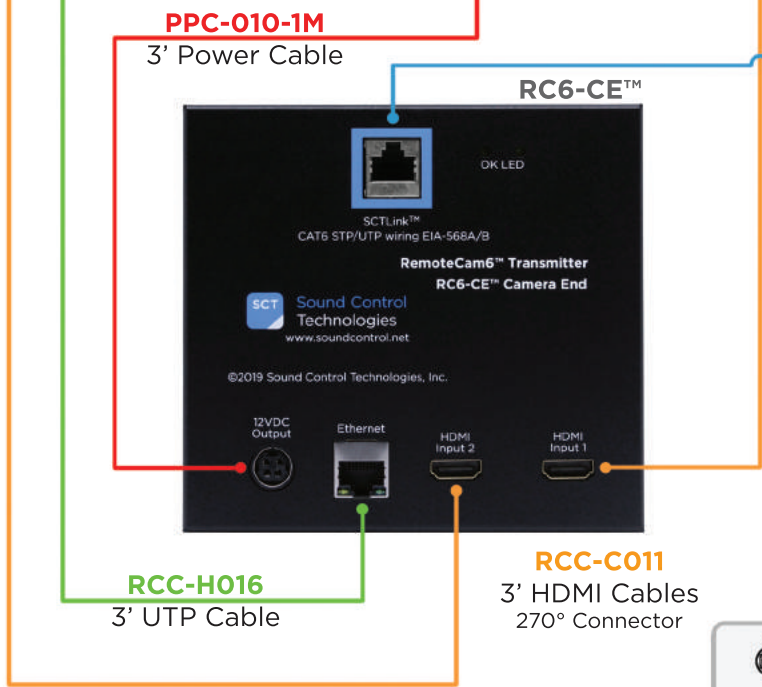 PPC-010-1M
3’ Power Cable
RC6-CE™
OK LED
SCTLink™
CAT6 STP/UTP wiring EIA-568A/B
RemoteCam6™ Transmitter
RC6-CE™ Camera End
SCT
Sound Control
Technologies
www.soundcontrol.net
©2019 Sound Control Technologies, Inc.
12VDC
Output
Ethernet
HDMI
Input 2
HDMI
Input 1
RCC-H016
3’ UTP Cable
RCC-C011
3’ HDMI Cables
270° Connector